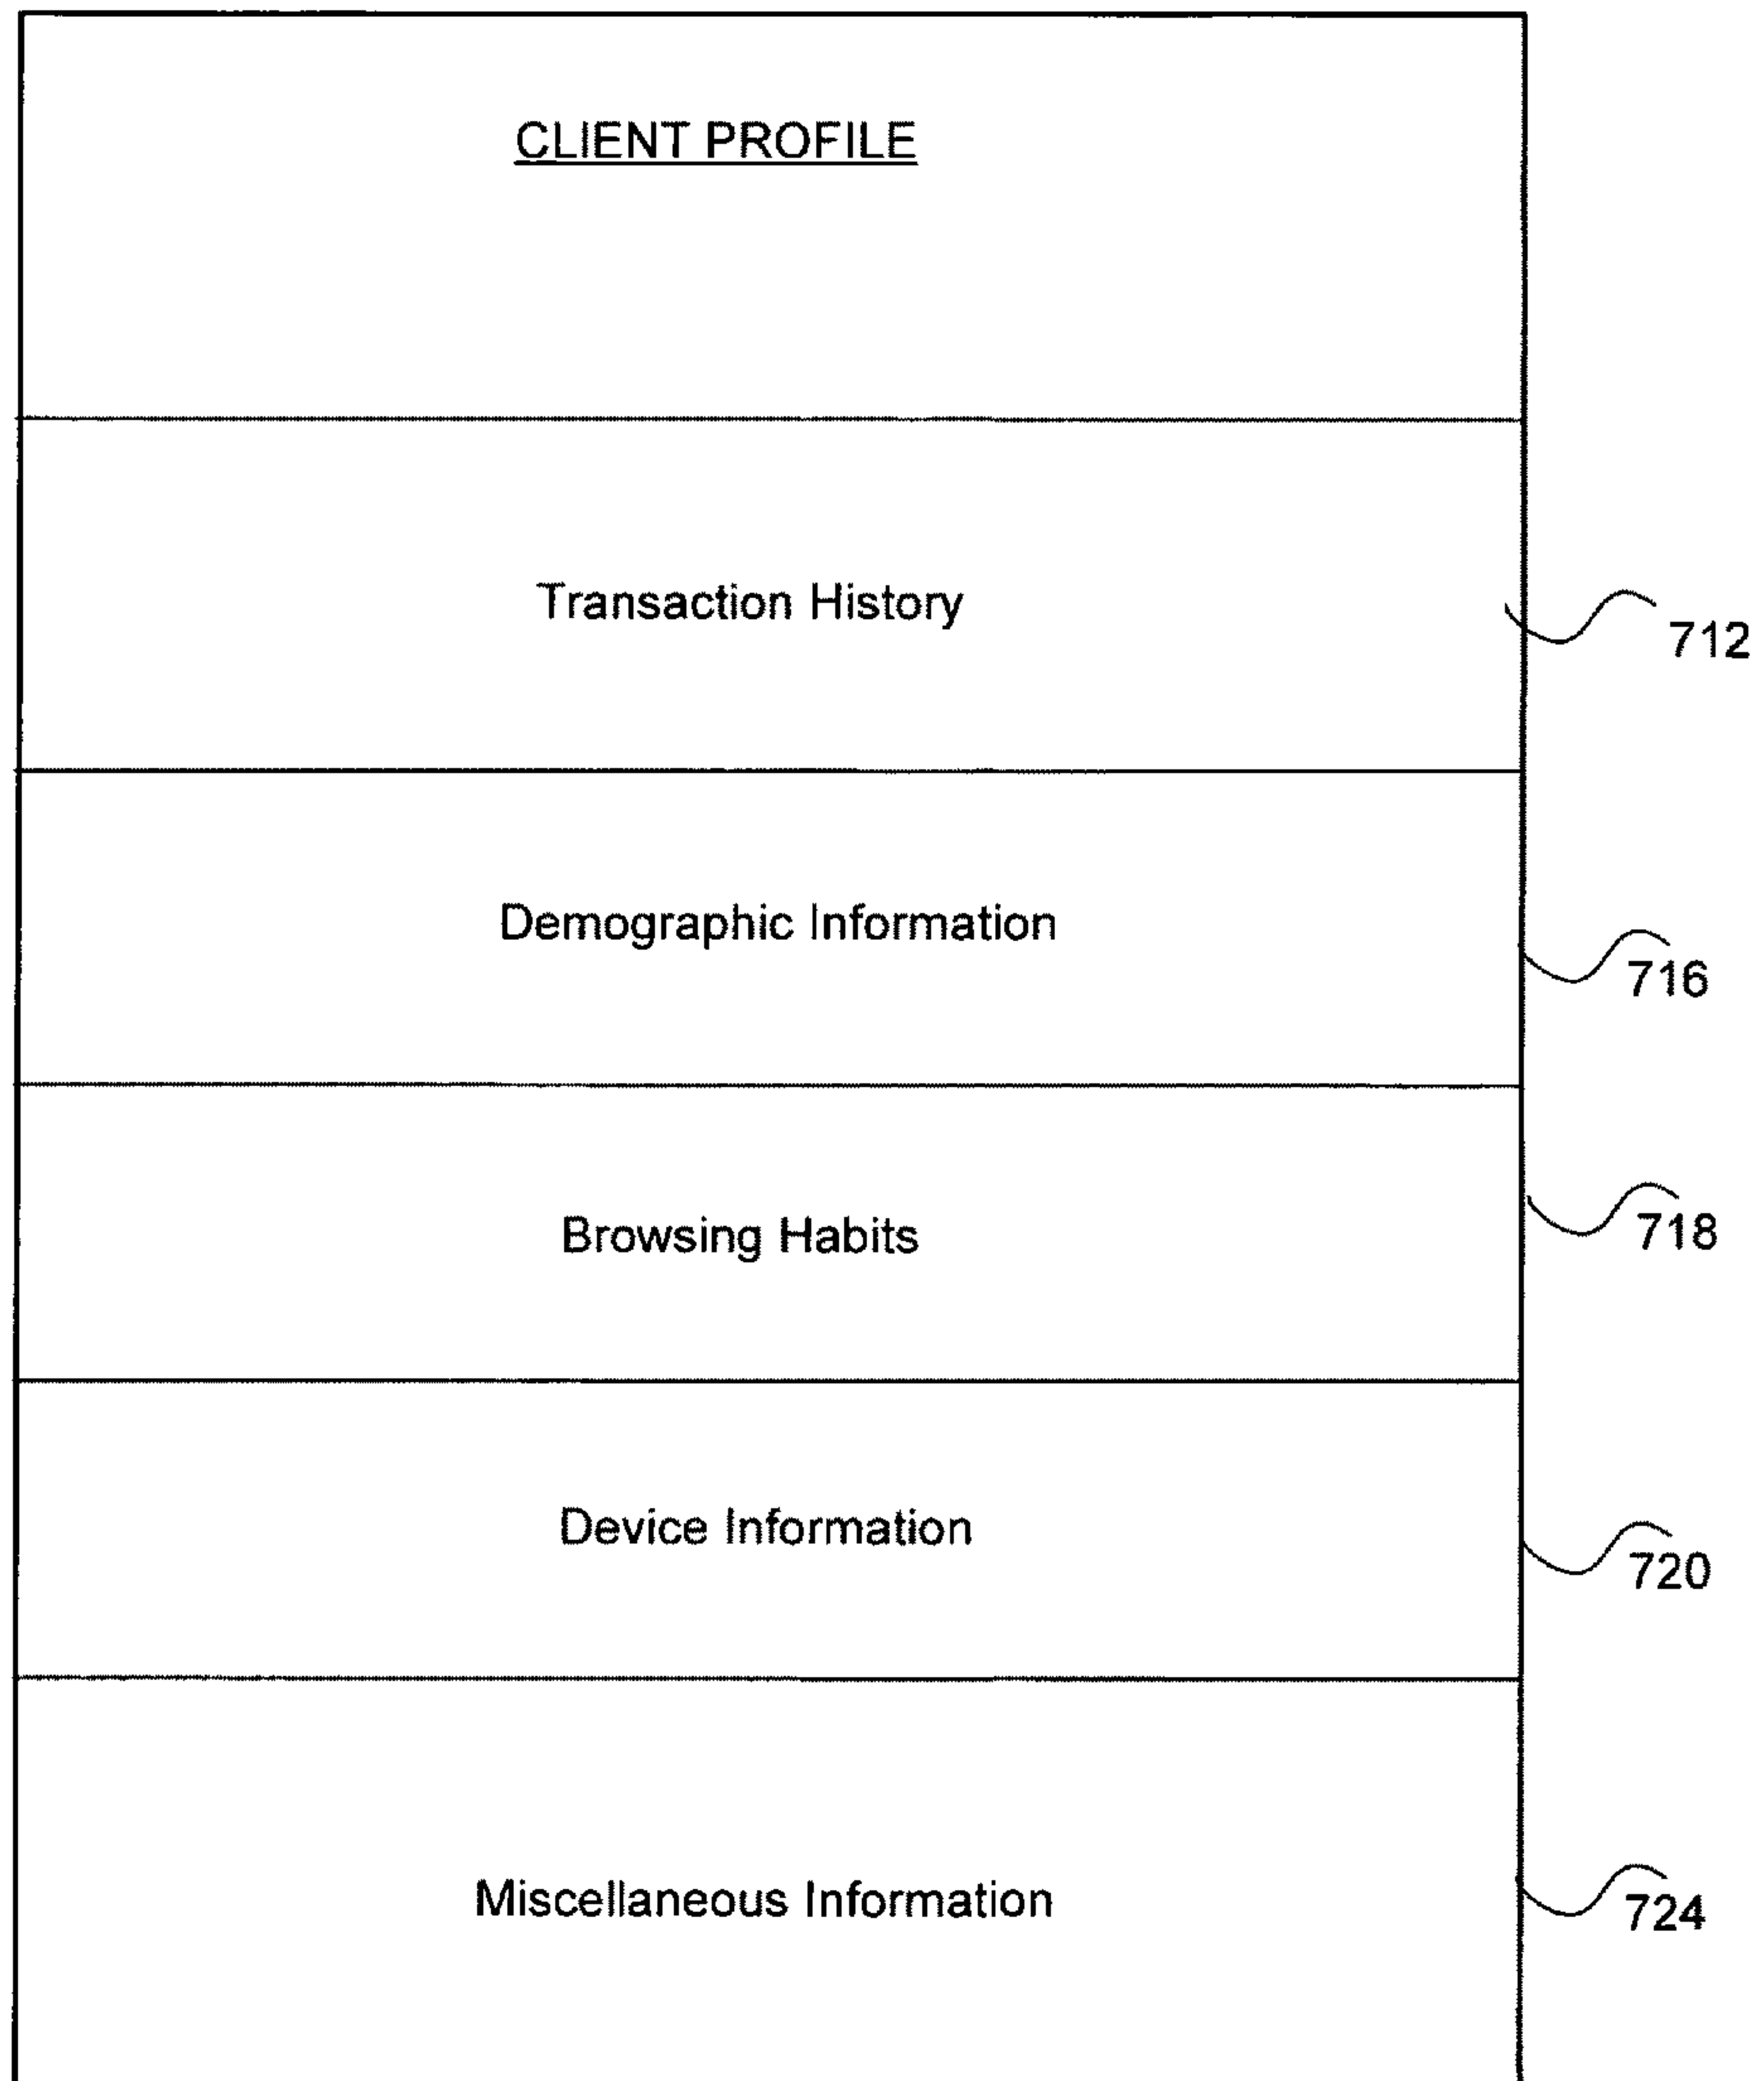 CLIENT PROFILE
Transaction History
712
Demographic Information
716
Browsing Habits
718
Device Information
720
Miscellaneous Information
724